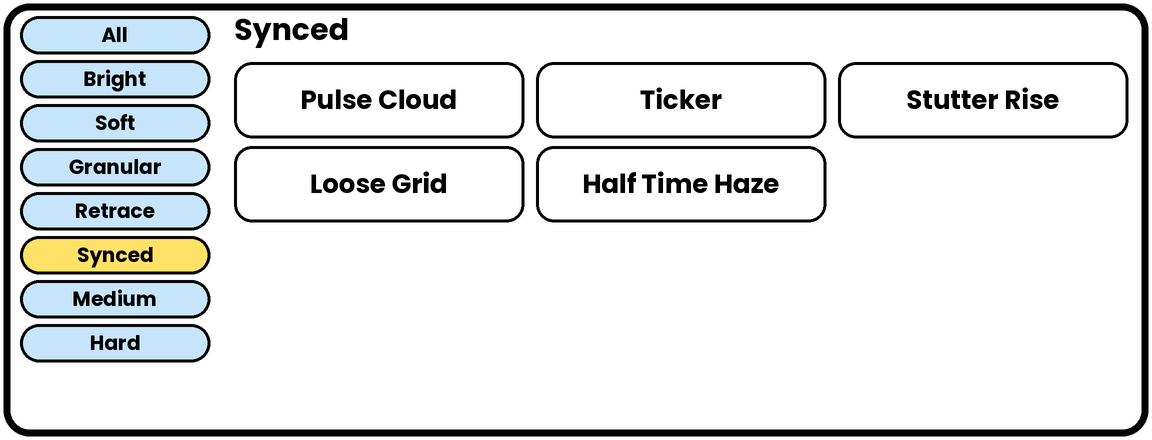 All
Bright
Soft
Granular
Retrace
Synced
Medium
Hard
Synced
Pulse Cloud
Ticker
Stutter Rise
Loose Grid
Half Time Haze